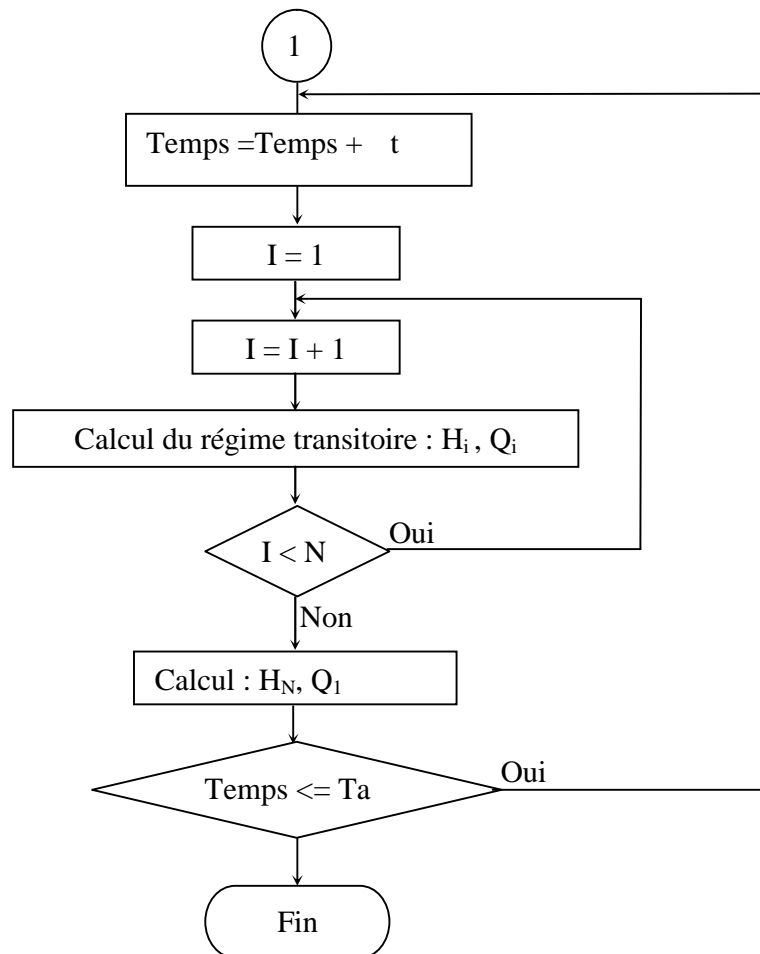 1
Temps =Temps + t
I = 1
I = I + 1
Calcul du régime transitoire : Hi , Qi
I < N
Oui
Non
Calcul : HN, Q1
Temps <= Ta
Oui
Fin